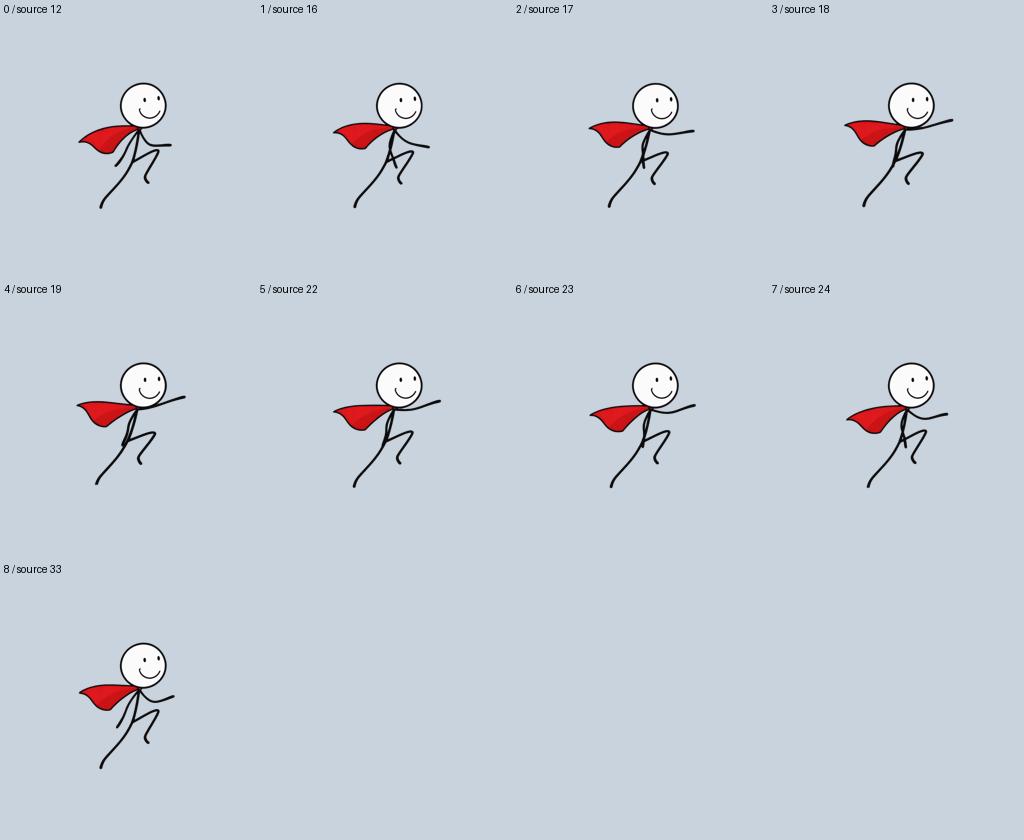 0 / source 12
1 / source 16
2 / source 17
3 / source 18
4 / source 19
5 / source 22
6 / source 23
7 / source 24
8 / source 33